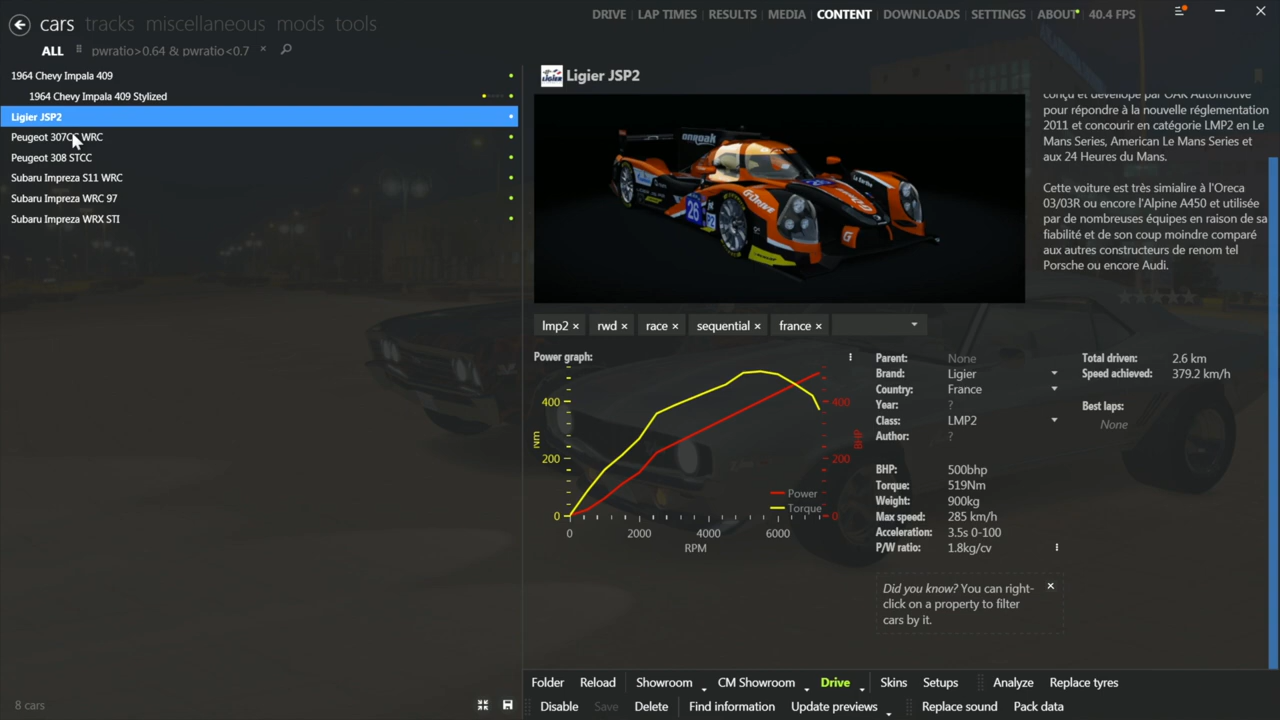 cars tracks miscellaneous mods tools
DRIVE LAP TIMES RESULTS MEDIA CONTENT DOWNLOADS SETTINGS ABOUT 40.4 FPS
ALL pwratio>0.64 & pwratio<0.7 ×
1964 Chevy Impala 409
1964 Chevy Impala 409 Stylized
Ligier JSP2
Peugeot 307CC WRC
Peugeot 308 STCC
Subaru Impreza S11 WRC
Subaru Impreza WRC 97
Subaru Impreza WRX STI
8 cars
Ligier JSP2
onroak
26
G-DRIVE
conçu et développé par OAK Automotive
pour répondre à la nouvelle réglementation
2011 et concourir en catégorie LMP2 en Le
Mans Series, American Le Mans Series et
aux 24 Heures du Mans.
Cette voiture est très simialire à l'Oreca
03/03R ou encore l'Alpine A450 et utilisée
par de nombreuses équipes en raison de sa
fiabilité et de son coup moindre comparé
aux autres constructeurs de renom tel
Porsche ou encore Audi.
lmp2 × rwd × race × sequential × france ×
Power graph:
400
200
0
Nm
400
200
0
BHP
Power
Torque
0 2000 4000 6000
RPM
Parent: None
Brand: Ligier
Country: France
Year: ?
Class: LMP2
Author: ?
BHP: 500bhp
Torque: 519Nm
Weight: 900kg
Max speed: 285 km/h
Acceleration: 3.5s 0-100
P/W ratio: 1.8kg/cv
Total driven: 2.6 km
Speed achieved: 379.2 km/h
Best laps:
None
Did you know? You can right-
click on a property to filter
cars by it.
Folder Reload Showroom CM Showroom Drive Skins Setups Analyze Replace tyres
Disable Save Delete Find information Update previews Replace sound Pack data